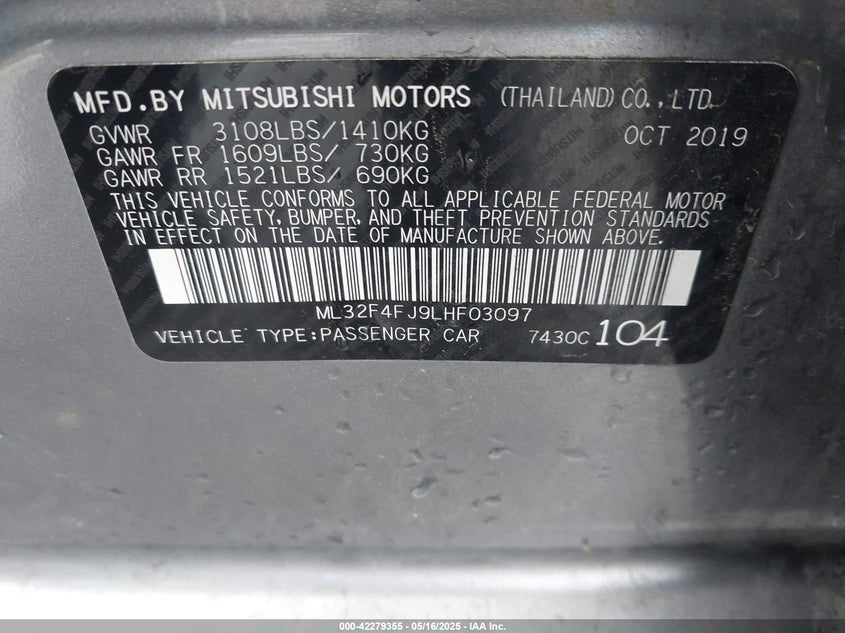 MFD.BY MITSUBISHI MOTORS (THAILAND)CO.,LTD.
GVWR 3108LBS/1410KG OCT 2019
GAWR FR 1609LBS/ 730KG
GAWR RR 1521LBS/ 690KG
THIS VEHICLE CONFORMS TO ALL APPLICABLE FEDERAL MOTOR
VEHICLE SAFETY, BUMPER, AND THEFT PREVENTION STANDARDS
IN EFFECT ON THE DATE OF MANUFACTURE SHOWN ABOVE.
ML32F4FJ9LHF03097
VEHICLE TYPE:PASSENGER CAR 7430C 104
000-42279355 - 05/16/2025 - IAA Inc.